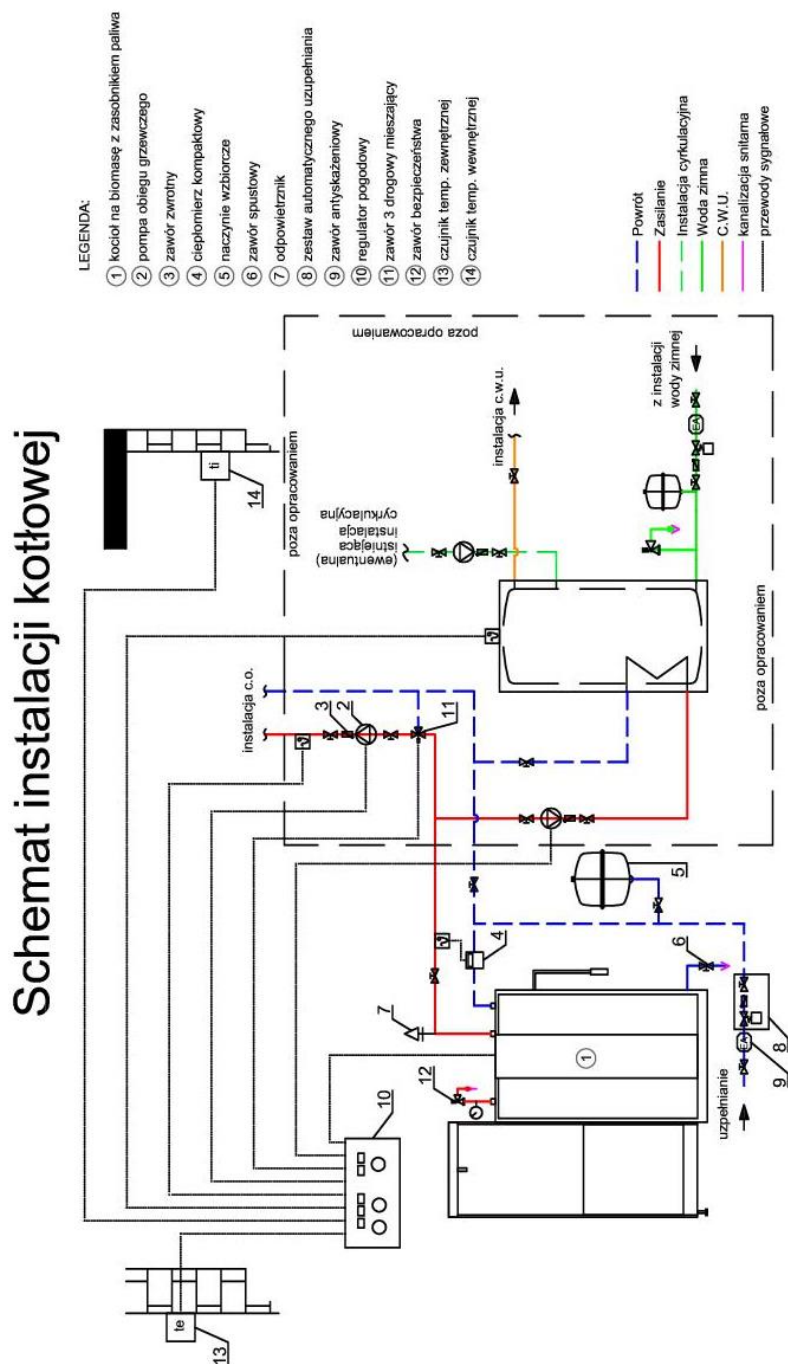 Schemat instalacji kotłowej
LEGENDA:
1 kocioł na biomasę z zasobnikiem paliwa
2 pompa obiegu grzewczego
3 zawór zwrotny
4 ciepłomierz kompaktowy
5 naczynie wzbiorcze
6 zawór spustowy
7 odpowietrznik
8 zestaw automatycznego uzupełniania
9 zawór antyskażeniowy
10 regulator pogodowy
11 zawór 3 drogowy mieszający
12 zawór bezpieczeństwa
13 czujnik temp. zewnętrznej
14 czujnik temp. wewnętrznej
te
13
10
ti
14
poza opracowaniem
poza opracowaniem
instalacja c.o.
3
2
11
(ewentualna)
istniejąca
instalacja
cyrkulacyjna
instalacja c.w.u.
z instalacji
wody zimnej
EA
poza opracowaniem
12
7
4
1
5
6
uzpełnianie
EA
9
8
Powrót
Zasilanie
Instalacja cyrkulacyjna
Woda zimna
C.W.U.
kanalizacja snitarna
przewody sygnałowe